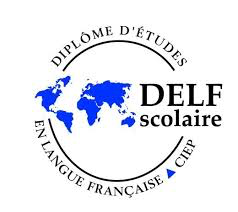 DIPLÔME D'ÉTUDES
DELF
scolaire
EN LANGUE FRANÇAISE ▲ CIEP